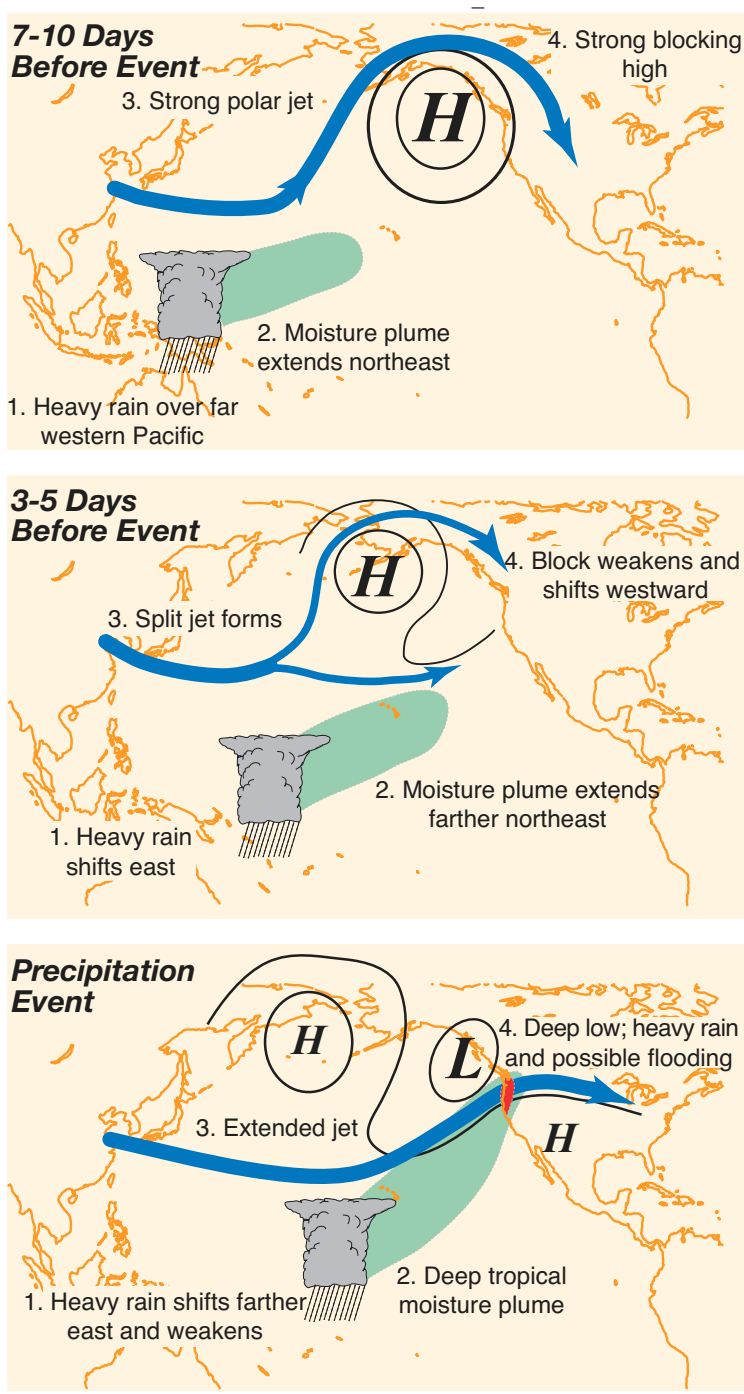 7-10 Days
Before Event
4. Strong blocking
high
3. Strong polar jet
H
2. Moisture plume
extends northeast
1. Heavy rain over far
western Pacific
3-5 Days
Before Event
4. Block weakens and
shifts westward
H
3. Split jet forms
2. Moisture plume extends
farther northeast
1. Heavy rain
shifts east
Precipitation
Event
4. Deep low; heavy rain
and possible flooding
H
L
3. Extended jet
H
2. Deep tropical
moisture plume
1. Heavy rain shifts farther
east and weakens